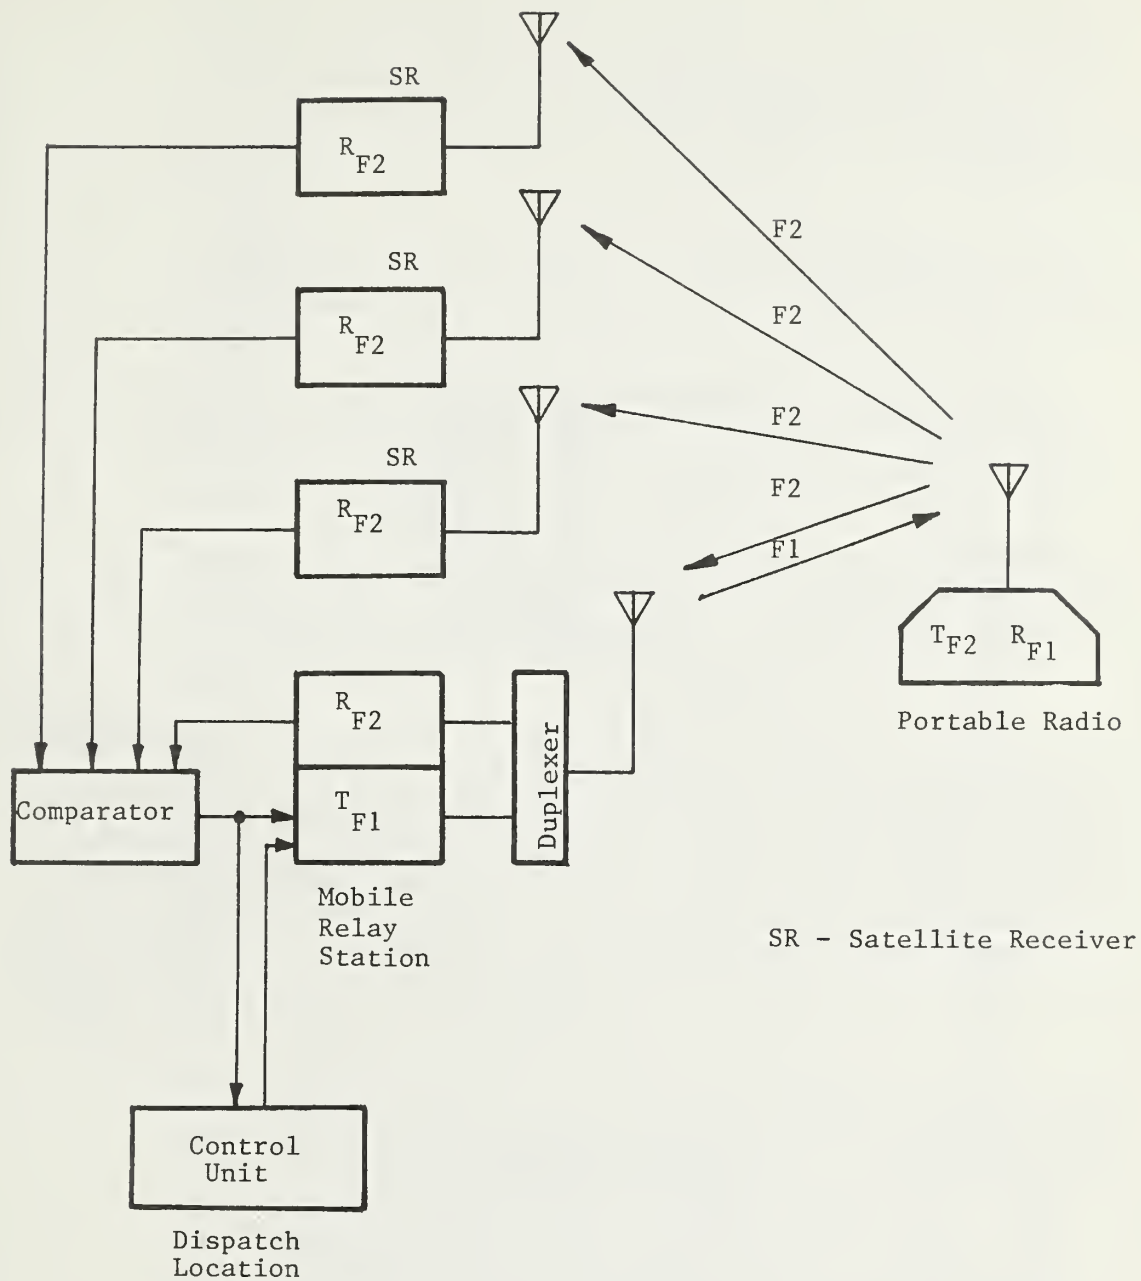 SR
R F2
F2
SR
F2
R F2
F2
SR
F2
R F2
F1
T F2 R F1
R F2
Portable Radio
Duplexer
Comparator
T F1
Mobile
Relay
Station
SR - Satellite Receiver
Control
Unit
Dispatch
Location